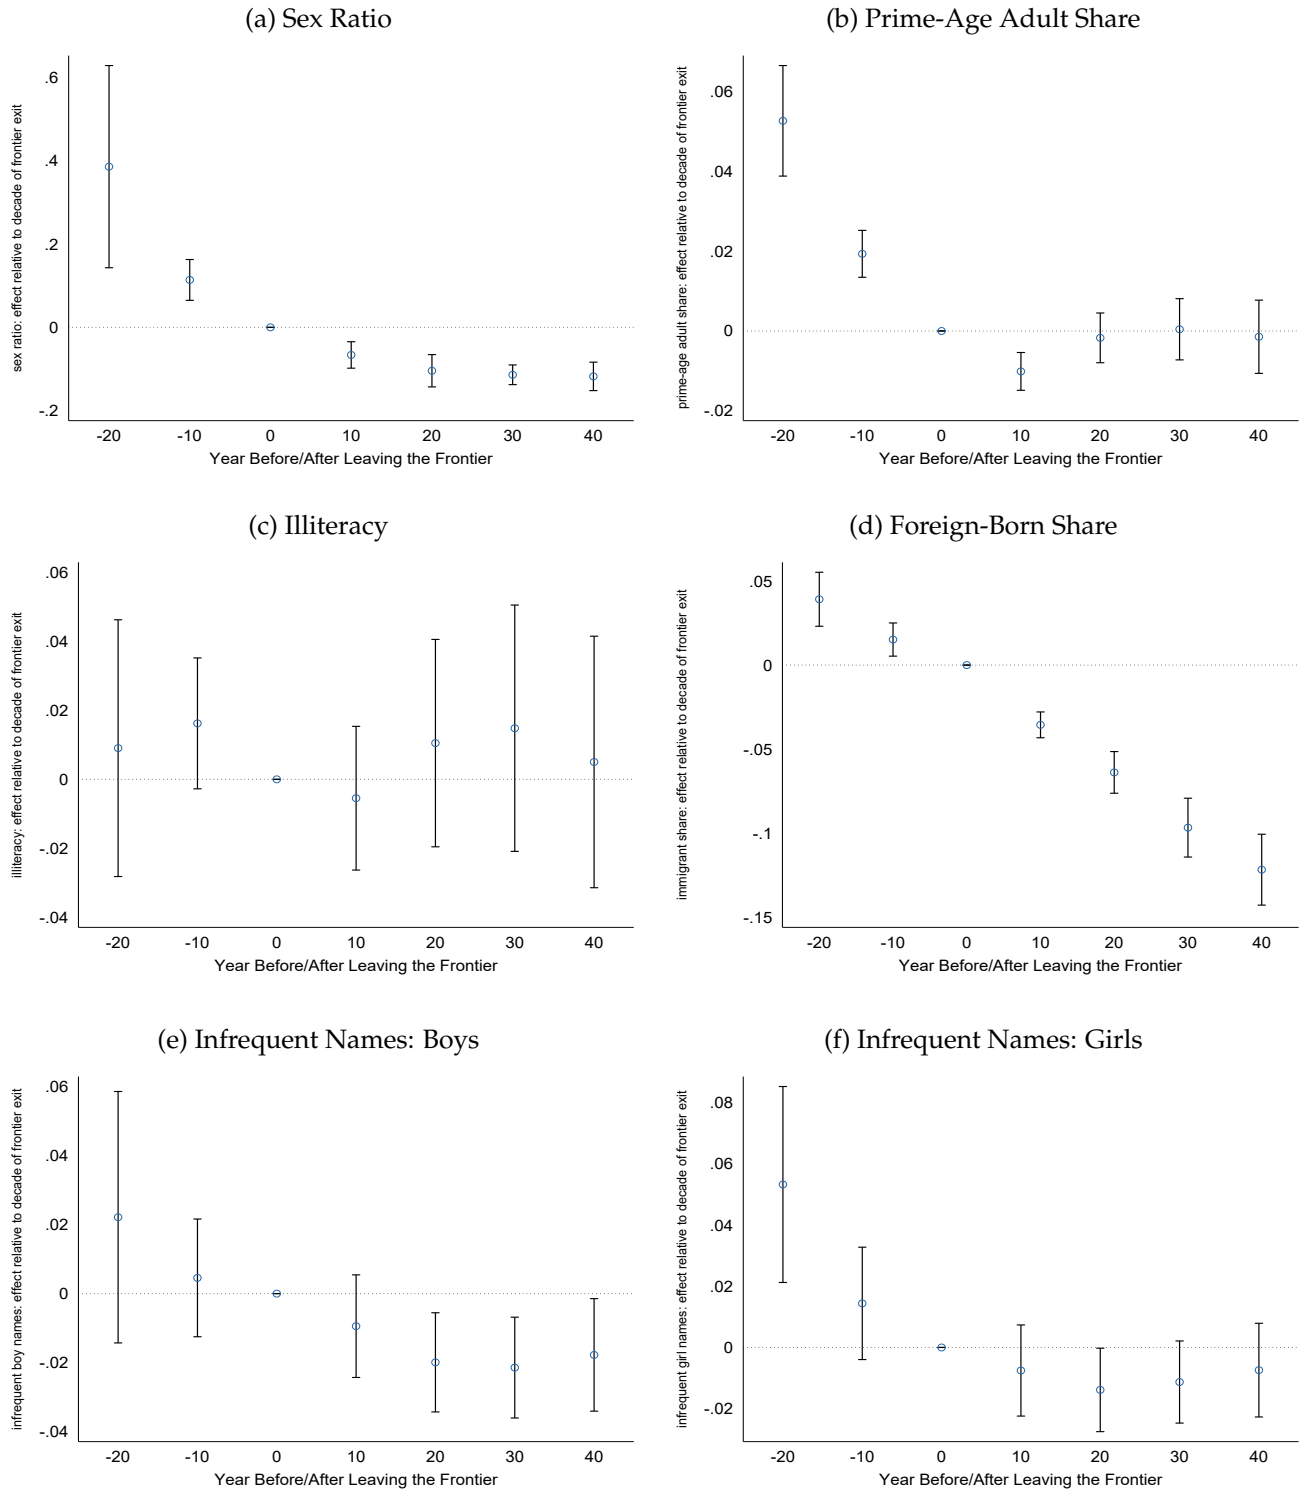 (a) Sex Ratio
sex ratio: effect relative to decade of frontier exit
.6
.4
.2
0
-.2
-20 -10 0 10 20 30 40
Year Before/After Leaving the Frontier
(b) Prime-Age Adult Share
prime-age adult share: effect relative to decade of frontier exit
.06
.04
.02
0
-.02
-20 -10 0 10 20 30 40
Year Before/After Leaving the Frontier
(c) Illiteracy
illiteracy: effect relative to decade of frontier exit
.06
.04
.02
0
-.02
-.04
-20 -10 0 10 20 30 40
Year Before/After Leaving the Frontier
(d) Foreign-Born Share
immigrant share: effect relative to decade of frontier exit
.05
0
-.05
-.1
-.15
-20 -10 0 10 20 30 40
Year Before/After Leaving the Frontier
(e) Infrequent Names: Boys
infrequent boy names: effect relative to decade of frontier exit
.06
.04
.02
0
-.02
-.04
-20 -10 0 10 20 30 40
Year Before/After Leaving the Frontier
(f) Infrequent Names: Girls
infrequent girl names: effect relative to decade of frontier exit
.08
.06
.04
.02
0
-.02
-20 -10 0 10 20 30 40
Year Before/After Leaving the Frontier